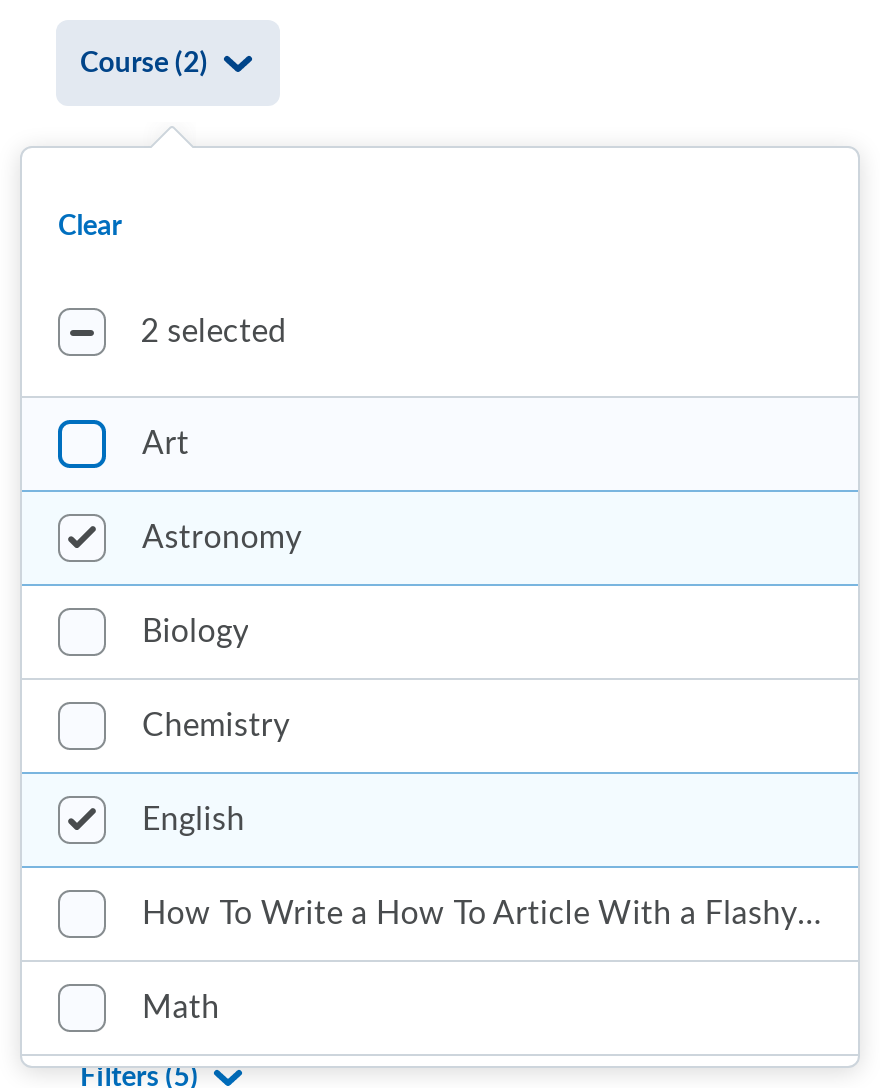 Course (2)
Clear
2 selected
Art
Astronomy
Biology
Chemistry
English
How To Write a How To Article With a Flashy...
Math
Filters (5)